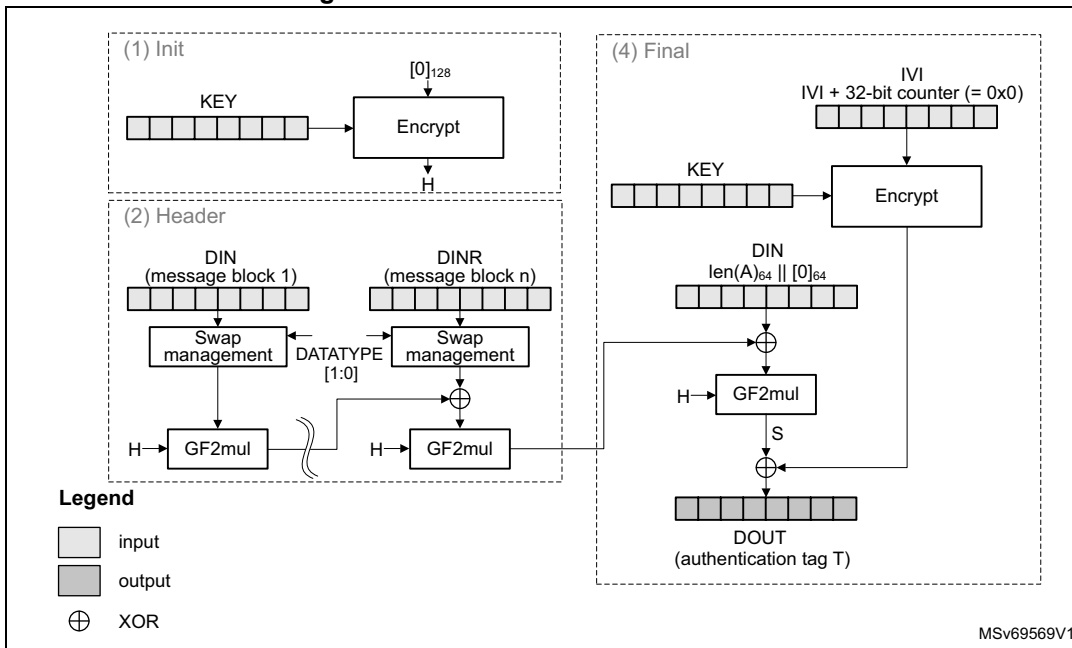 (1) Init
[0]128
KEY
Encrypt
H
(2) Header
DIN
(message block 1)
DINR
(message block n)
Swap
management
DATATYPE
[1:0]
Swap
management
H
GF2mul
H
GF2mul
(4) Final
IVI
IVI + 32-bit counter (= 0x0)
KEY
Encrypt
DIN
len(A)64 || [0]64
H
GF2mul
S
DOUT
(authentication tag T)
Legend
input
output
XOR
MSv69569V1